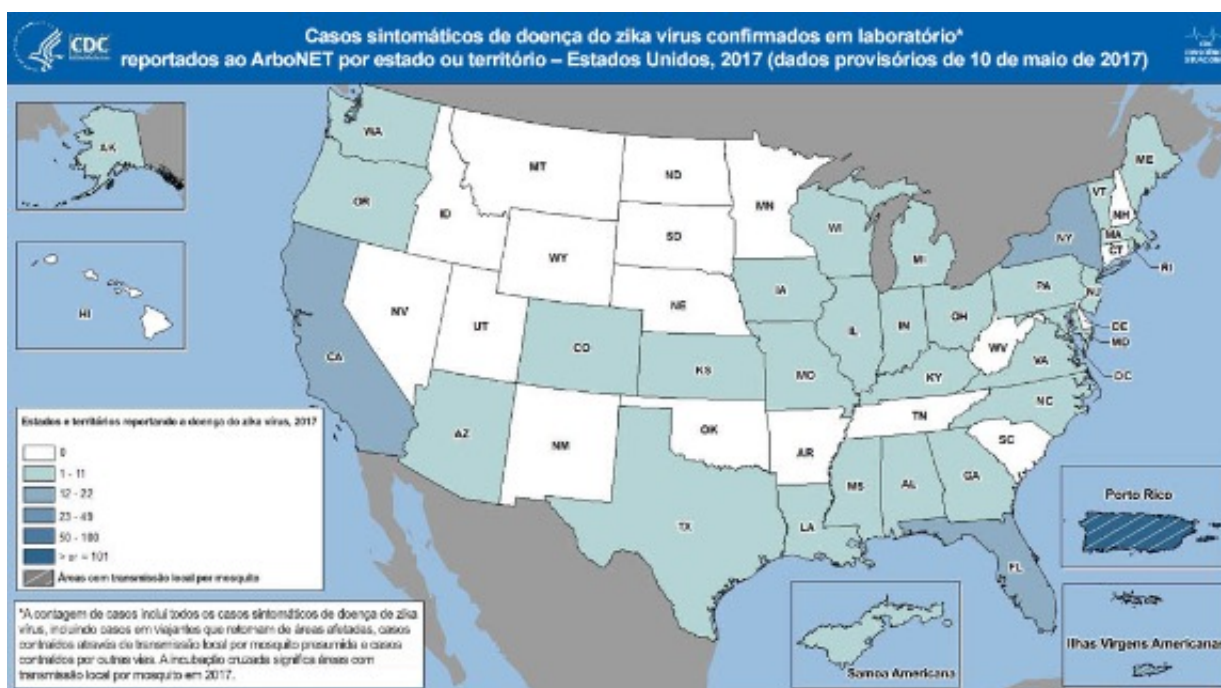 CDC
Casos sintomáticos de doença do zika vírus confirmados em laboratório*
reportados ao ArboNET por estado ou território – Estados Unidos, 2017 (dados provisórios de 10 de maio de 2017)
AK
HI
WA
OR
CA
ID
NV
MT
WY
UT
AZ
CO
NM
ND
SD
NE
KS
OK
TX
MN
IA
MO
AR
LA
WI
IL
MI
IN
OH
KY
TN
MS
AL
GA
FL
SC
NC
VA
WV
PA
NY
VT
NH
ME
MA
CT
RI
NJ
DE
MD
DC
Estados e territórios reportando a doença do zika vírus, 2017
0
1 - 11
12 - 22
23 - 49
50 - 100
> or = 101
Áreas com transmissão local por mosquito
*A contagem de casos inclui todos os casos sintomáticos de doença de zika
vírus, incluindo casos em viajantes que retornam de áreas afetadas, casos
contraídos através de transmissão local por mosquito presumida e casos
contraídos por outras vias. A incubação cruzada significa áreas com
transmissão local por mosquito em 2017.
Porto Rico
Samoa Americana
Ilhas Virgens Americanas